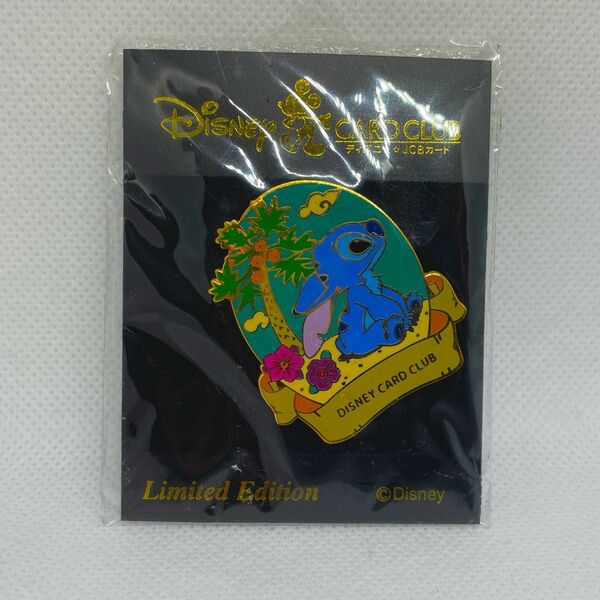 Disney CARD CLUB
ディズニー☆JCBカード
DISNEY CARD CLUB
Limited Edition ©Disney